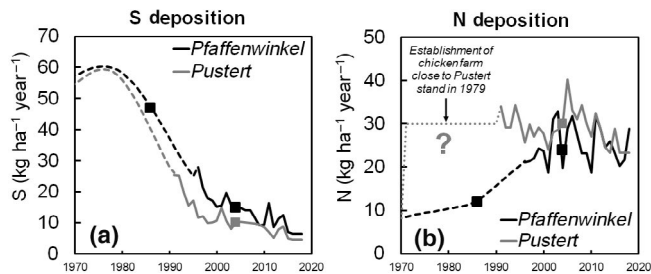 S deposition
S (kg ha⁻¹ year⁻¹)
70
60
50
40
30
20
10
0
Pfaffenwinkel
Pustert
(a)
1970 1980 1990 2000 2010 2020
N deposition
N (kg ha⁻¹ year⁻¹)
50
40
30
20
10
0
Establishment of
chicken farm
close to Pustert
stand in 1979
?
Pfaffenwinkel
(b)
Pustert
1970 1980 1990 2000 2010 2020